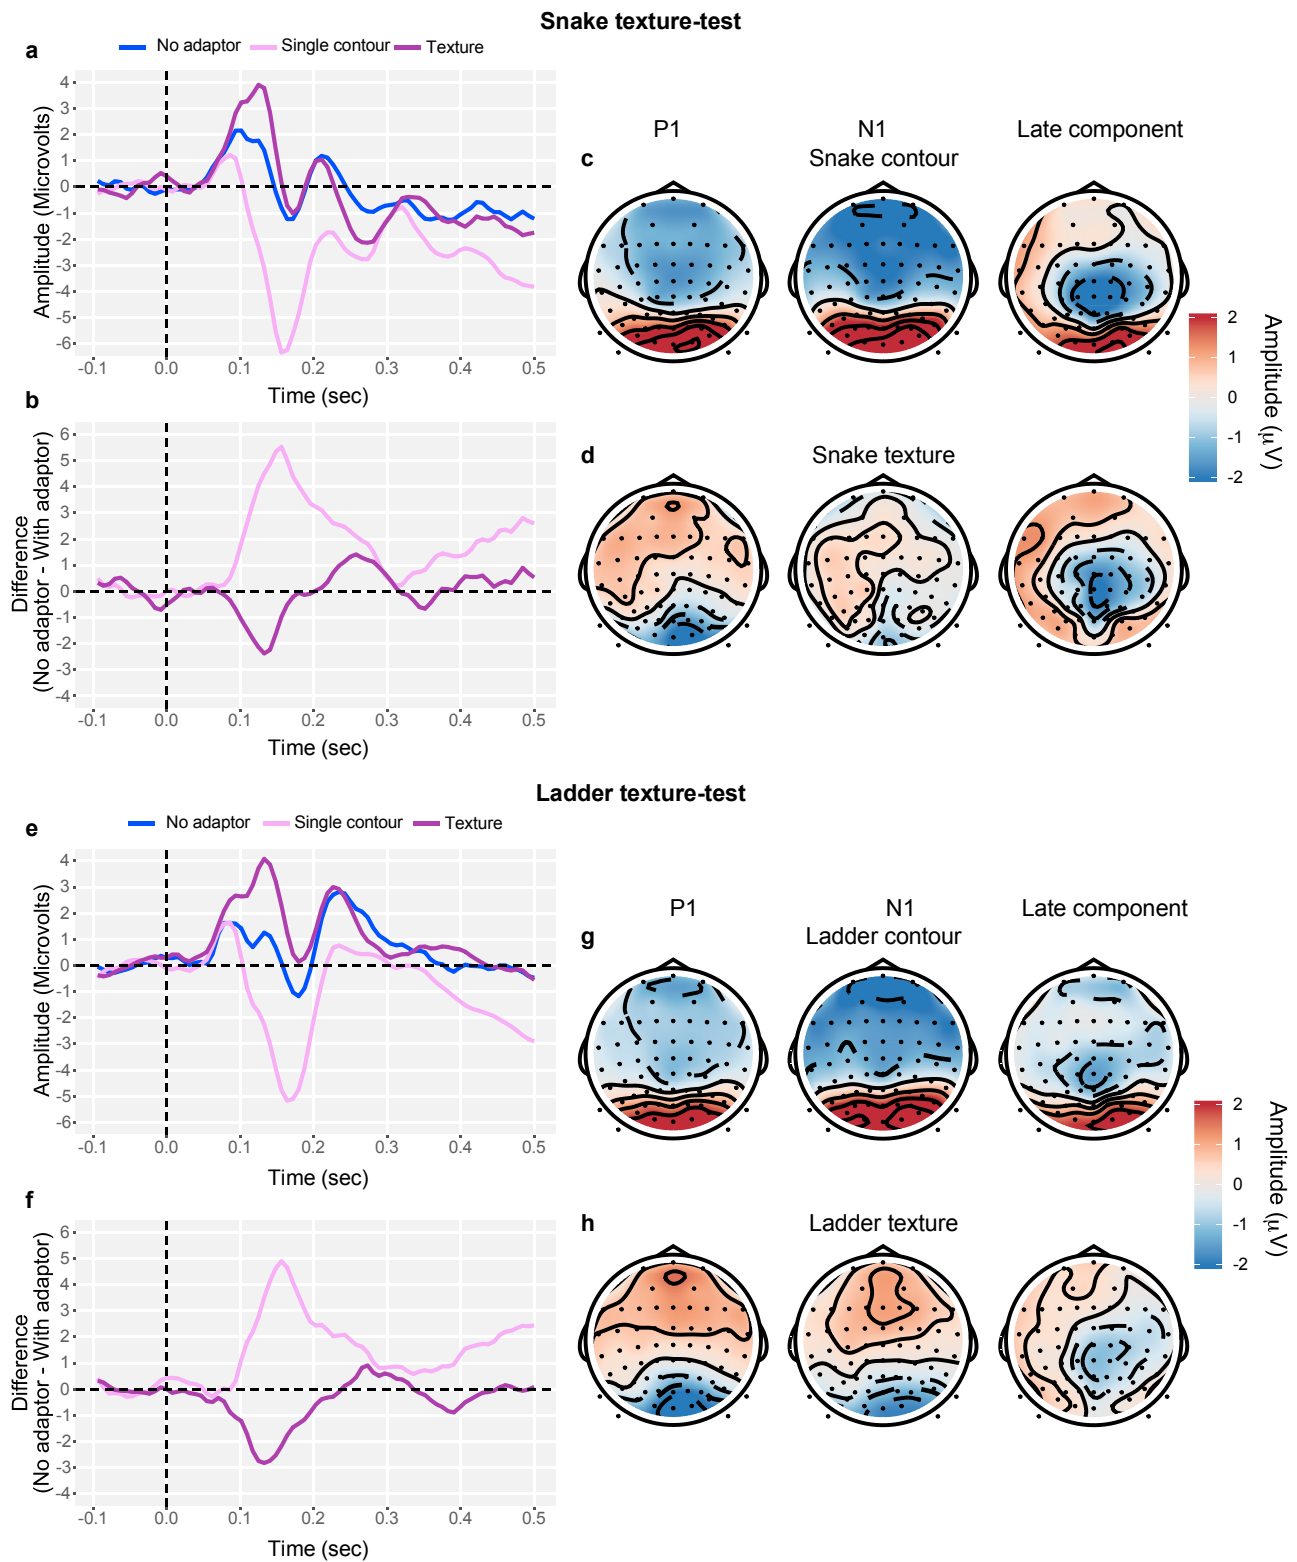 Snake texture-test
a
No adaptor Single contour Texture
Amplitude (Microvolts)
4
3
2
1
0
-1
-2
-3
-4
-5
-6
-0.1 0.0 0.1 0.2 0.3 0.4 0.5
Time (sec)
b
Difference
(No adaptor - With adaptor)
6
5
4
3
2
1
0
-1
-2
-3
-4
-0.1 0.0 0.1 0.2 0.3 0.4 0.5
Time (sec)
P1 N1 Late component
c
Snake contour
d
Snake texture
2
1
0
-1
-2
Amplitude (μV)
Ladder texture-test
e
No adaptor Single contour Texture
Amplitude (Microvolts)
4
3
2
1
0
-1
-2
-3
-4
-5
-6
-0.1 0.0 0.1 0.2 0.3 0.4 0.5
Time (sec)
f
Difference
(No adaptor - With adaptor)
6
5
4
3
2
1
0
-1
-2
-3
-4
-0.1 0.0 0.1 0.2 0.3 0.4 0.5
Time (sec)
P1 N1 Late component
g
Ladder contour
h
Ladder texture
2
1
0
-1
-2
Amplitude (μV)